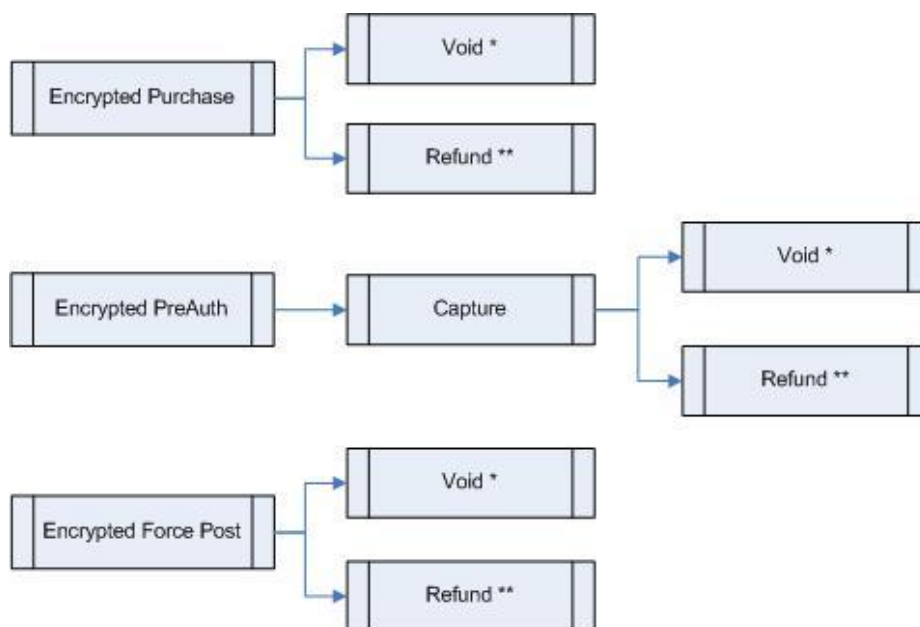 Encrypted Purchase
Void *
Refund **
Encrypted PreAuth
Capture
Void *
Refund **
Encrypted Force Post
Void *
Refund **